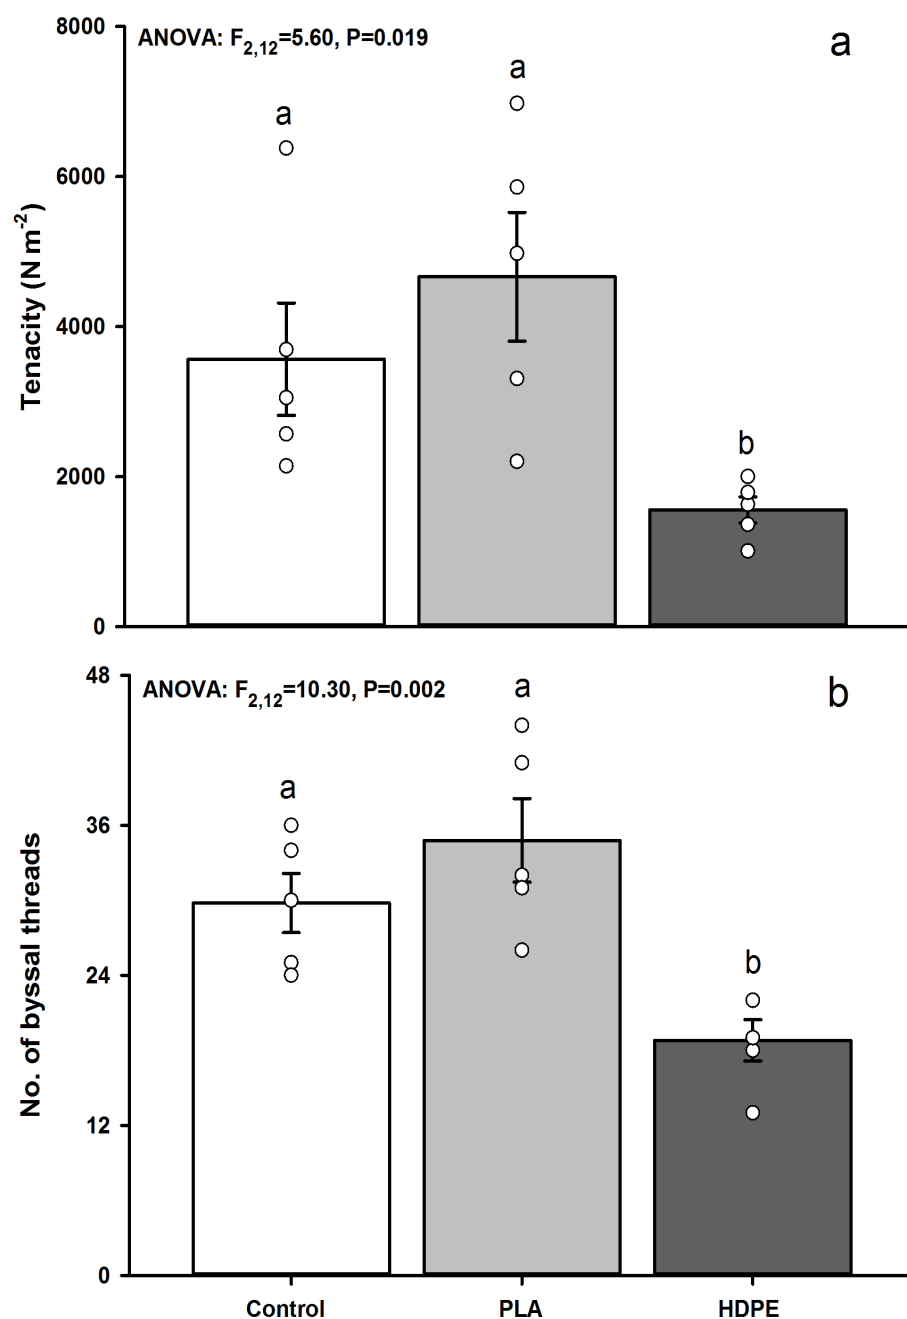 8000
ANOVA: F2,12=5.60, P=0.019
a
a
a
6000
4000
b
2000
0
Tenacity (N m-2)
48
ANOVA: F2,12=10.30, P=0.002
a
b
a
36
b
24
12
0
No. of byssal threads
Control PLA HDPE